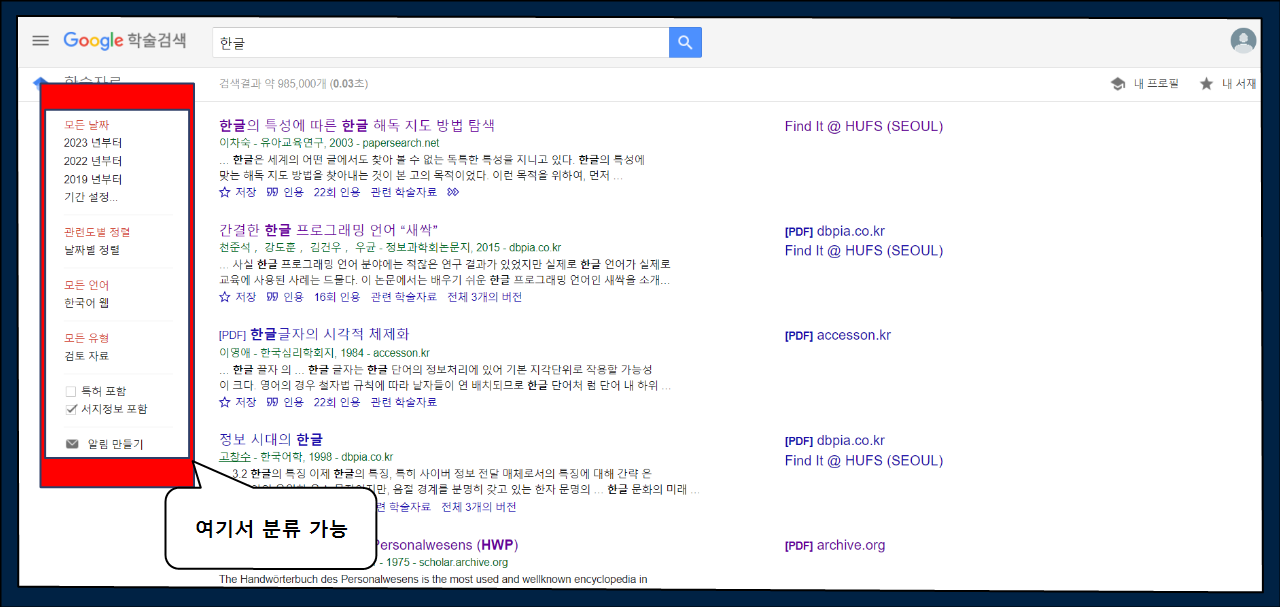 Google 학술검색
한글
학술자료
검색결과 약 985,000개 (0.03초)
내 프로필
내 서재
모든 날짜
2023 년부터
2022 년부터
2019 년부터
기간 설정...
관련도별 정렬
날짜별 정렬
모든 언어
한국어 웹
모든 유형
검토 자료
특허 포함
서지정보 포함
알림 만들기
여기서 분류 가능
한글의 특성에 따른 한글 해독 지도 방법 탐색
이차숙 - 유아교육연구, 2003 - papersearch.net
... 한글은 세계의 어떤 글에서도 찾아 볼 수 없는 독특한 특성을 지니고 있다. 한글의 특성에
맞는 해독 지도 방법을 찾아내는 것이 본 고의 목적이었다. 이런 목적을 위하여, 먼저 ...
저장 인용 22회 인용 관련 학술자료
Find It @ HUFS (SEOUL)
간결한 한글 프로그래밍 언어 “새싹”
천준석 , 강도훈 , 김건우 , 우균 - 정보과학회논문지, 2015 - dbpia.co.kr
... 사실 한글 프로그래밍 언어 분야에는 적잖은 연구 결과가 있었지만 실제로 한글 언어가 실제로
교육에 사용된 사례는 드물다. 이 논문에서는 배우기 쉬운 한글 프로그래밍 언어인 새싹을 소개...
저장 인용 16회 인용 관련 학술자료 전체 3개의 버전
[PDF] dbpia.co.kr
Find It @ HUFS (SEOUL)
[PDF] 한글글자의 시각적 체제화
이영애 - 한국심리학회지, 1984 - accesson.kr
... 한글 끌자 의 ... 한글 글자는 한글 단어의 정보처리에 있어 기본 지각단위로 작용할 가능성
이 크다. 영어의 경우 철자법 규칙에 따라 낱자들이 연 배치되므로 한글 단어처 럼 단어 내 하위 ...
저장 인용 22회 인용 관련 학술자료
[PDF] accesson.kr
정보 시대의 한글
고창수 - 한국어학, 1998 - dbpia.co.kr
3.2 한글의 특징 이제 한글의 특징, 특히 사이버 정보 전달 매체로서의 특징에 대해 간략 온
음절 경계를 분명히 갖고 있는 한자 문명의 ... 한글 문화의 미래 ...
학술자료 전체 3개의 버전
[PDF] dbpia.co.kr
Find It @ HUFS (SEOUL)
Personalwesens (HWP)
- 1975 - scholar.archive.org
The Handwörterbuch des Personalwesens is the most used and wellknown encyclopedia in
[PDF] archive.org